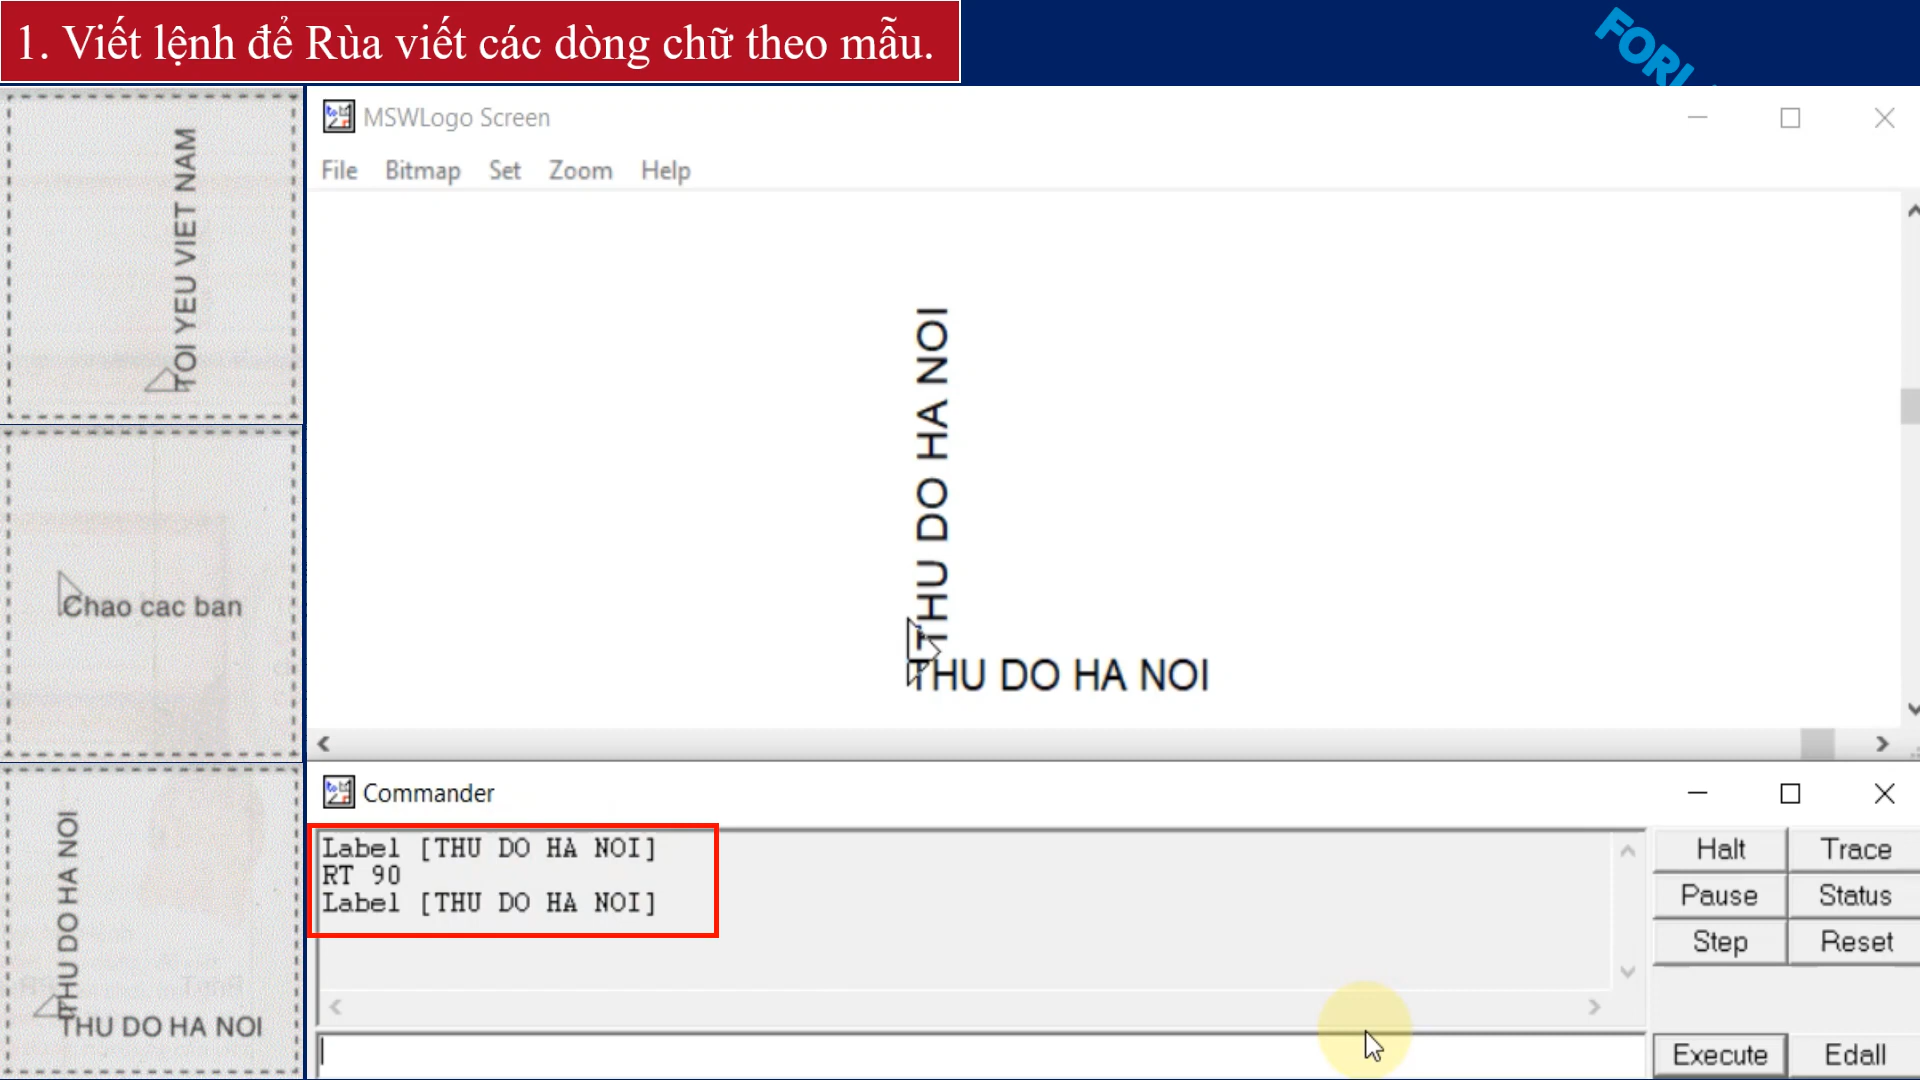 1. Viết lệnh để Rùa viết các dòng chữ theo mẫu.
FORI
TOI YEU VIET NAM
Chao cac ban
THU DO HA NOI
THU DO HA NOI
MSWLogo Screen
File Bitmap Set Zoom Help
THU DO HA NOI
THU DO HA NOI
Commander
Label [THU DO HA NOI]
RT 90
Label [THU DO HA NOI]
Halt Trace
Pause Status
Step Reset
Execute Edall